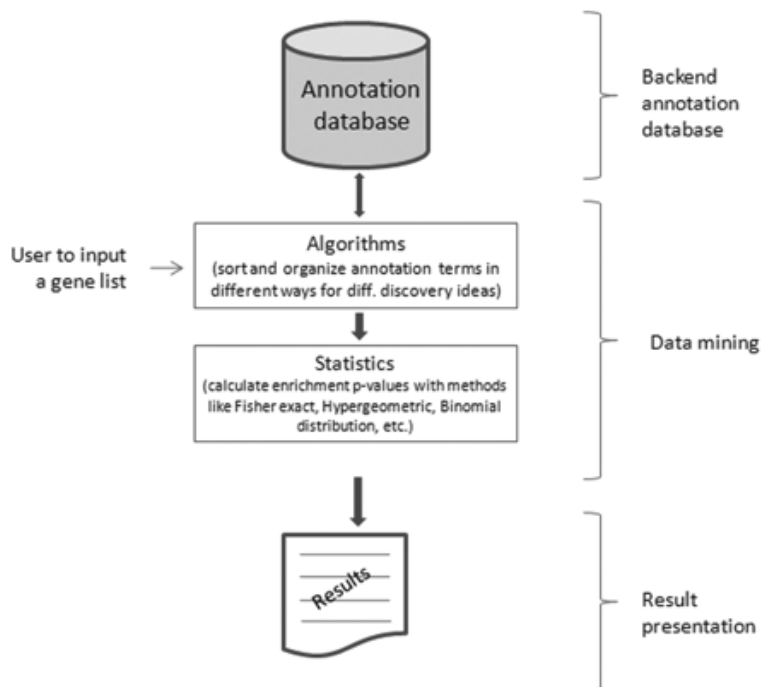 Annotation
database
Backend
annotation
database
User to input
a gene list
Algorithms
(sort and organize annotation terms in
different ways for diff. discovery ideas)
Data mining
Statistics
(calculate enrichment p-values with methods
like Fisher exact, Hypergeometric, Binomial
distribution, etc.)
Results
Result
presentation